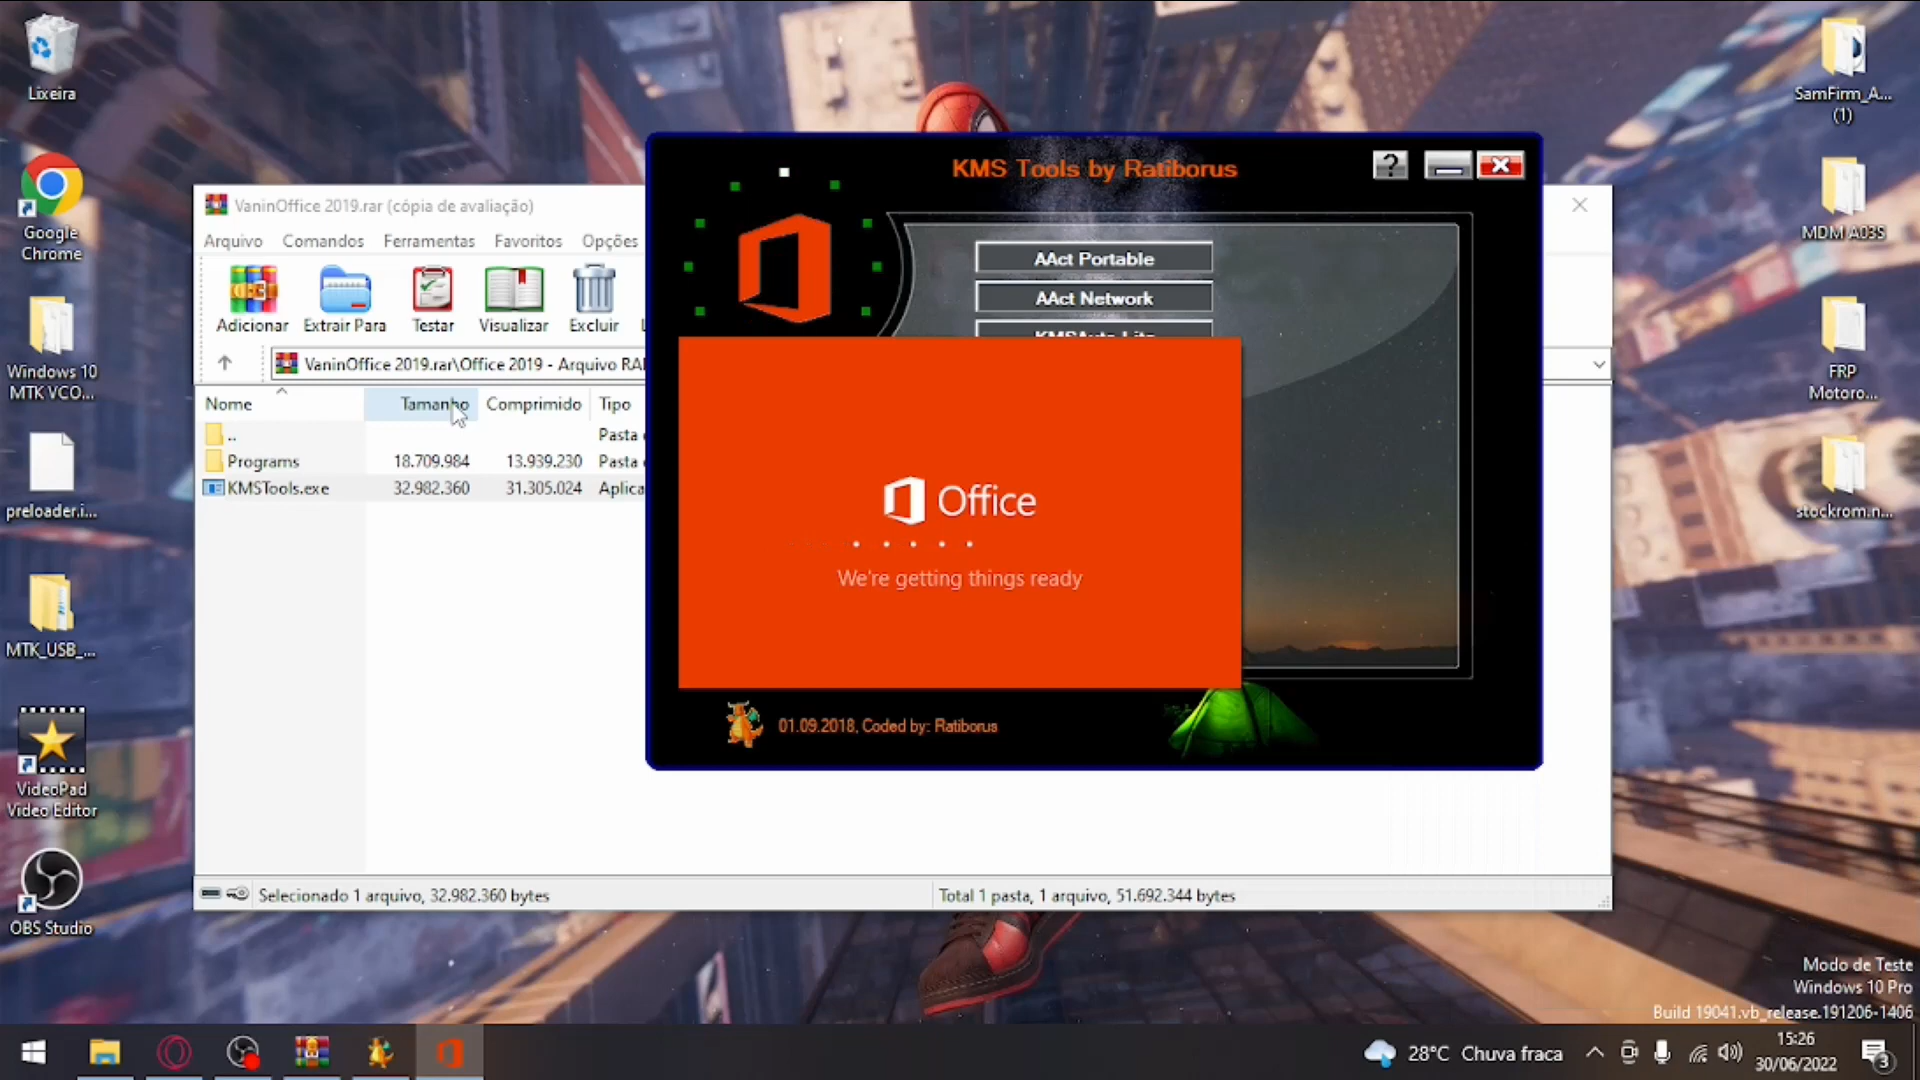 Lixeira
Google
Chrome
Windows 10
MTK VCO...
preloader.i...
MTK_USB_...
VideoPad
Video Editor
OBS Studio
VaninOffice 2019.rar (cópia de avaliação)
Arquivo Comandos Ferramentas Favoritos Opções
Adicionar Extrair Para Testar Visualizar Excluir
VaninOffice 2019.rar\Office 2019 - Arquivo RA
Nome Tamanho Comprimido Tipo
.. Pasta
Programs 18.709.984 13.939.230 Pasta
KMSTools.exe 32.982.360 31.305.024 Aplica
Selecionado 1 arquivo, 32.982.360 bytes
Total 1 pasta, 1 arquivo, 51.692.344 bytes
KMS Tools by Ratiborus
?
AAct Portable
AAct Network
Office
We're getting things ready
01.09.2018, Coded by: Ratiborus
SamFirm_A...
(1)
MDM A03S
FRP
Motoro...
stockrom.n...
Modo de Teste
Windows 10 Pro
Build 19041.vb_release.191206-1406
28°C Chuva fraca
15:26
30/06/2022
3